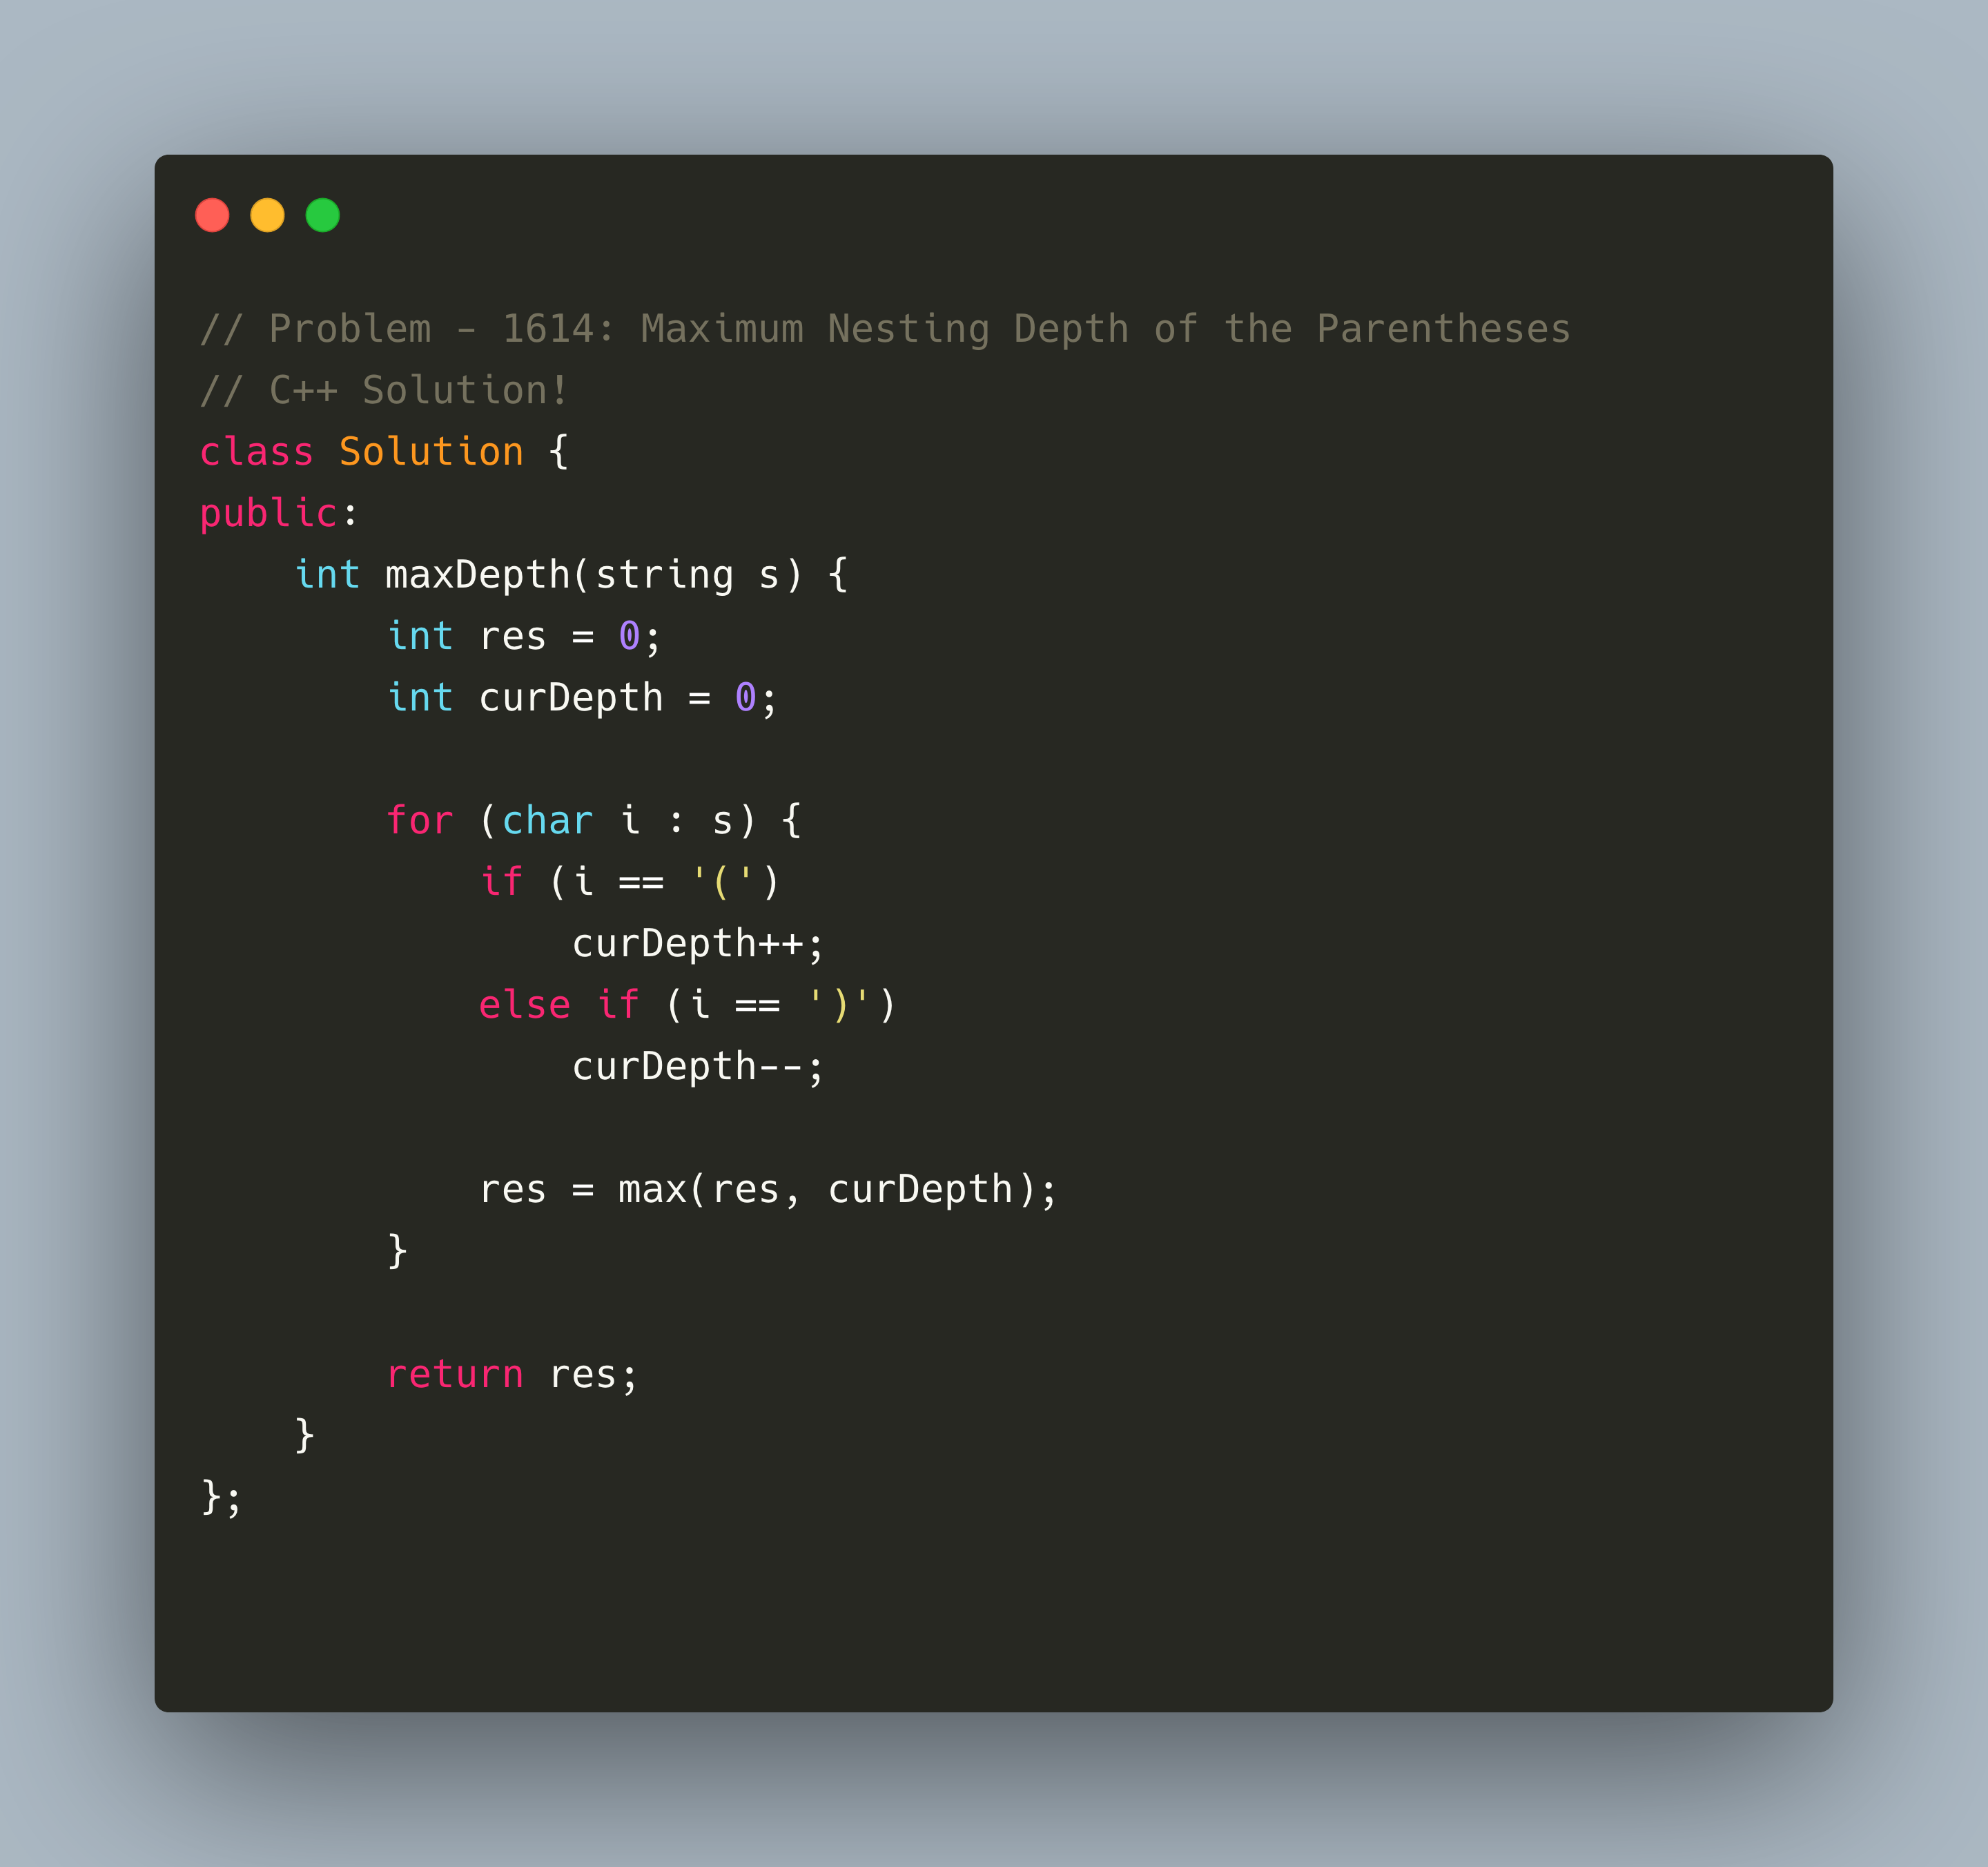 // Problem - 1614: Maximum Nesting Depth of the Parentheses
// C++ Solution!
class Solution {
public:
    int maxDepth(string s) {
        int res = 0;
        int curDepth = 0;

        for (char i : s) {
            if (i == '(')
                curDepth++;
            else if (i == ')')
                curDepth--;

            res = max(res, curDepth);
        }

        return res;
    }
};